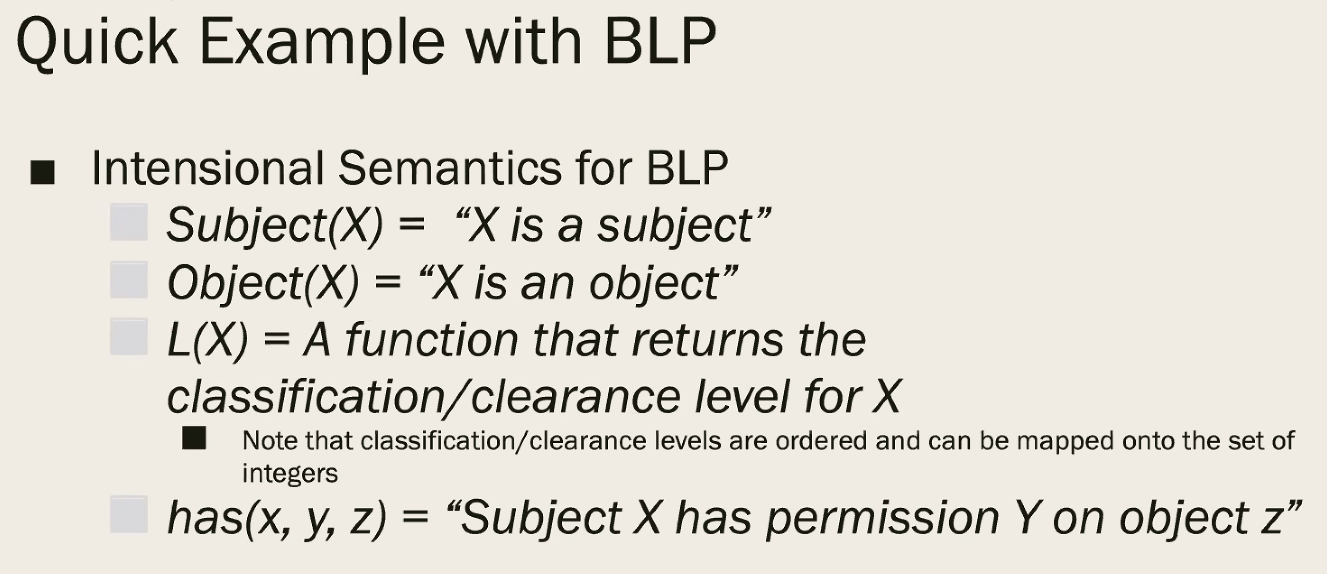 Quick Example with BLP
■ Intensional Semantics for BLP
Subject(X) = “X is a subject”
Object(X) = “X is an object”
L(X) = A function that returns the
classification/clearance level for X
■ Note that classification/clearance levels are ordered and can be mapped onto the set of
integers
has(x, y, z) = “Subject X has permission Y on object z”